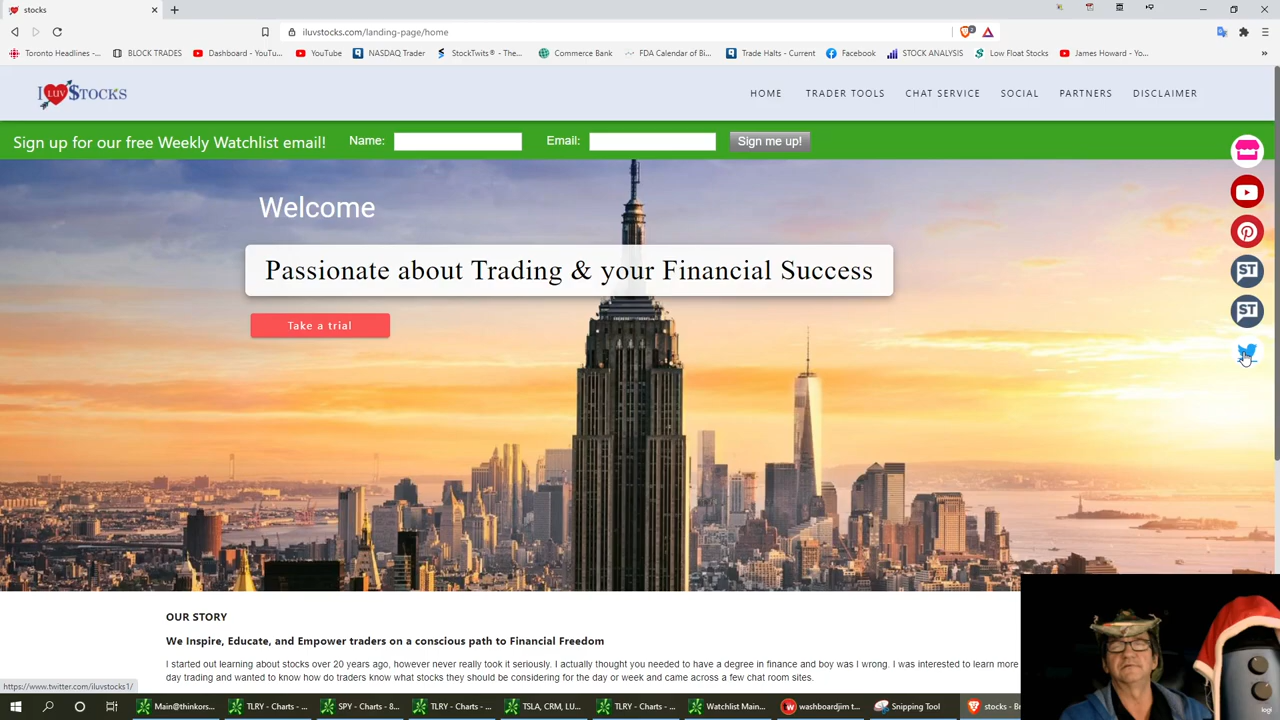 stocks
iluvstocks.com/landing-page/home
Toronto Headlines -... BLOCK TRADES Dashboard - YouTu... YouTube NASDAQ Trader StockTwits® - The... Commerce Bank FDA Calendar of Bi... Trade Halts - Current Facebook STOCK ANALYSIS Low Float Stocks James Howard - Yo...
I LUV $TOCKS
HOME TRADER TOOLS CHAT SERVICE SOCIAL PARTNERS DISCLAIMER
Sign up for our free Weekly Watchlist email! Name: Email: Sign me up!
Welcome
Passionate about Trading & your Financial Success
ST
ST
Take a trial
OUR STORY
We Inspire, Educate, and Empower traders on a conscious path to Financial Freedom
I started out learning about stocks over 20 years ago, however never really took it seriously. I actually thought you needed to have a degree in finance and boy was I wrong. I was interested to learn more
day trading and wanted to know how do traders know what stocks they should be considering for the day or week and came across a few chat room sites.
https://www.twitter.com/iluvstocks1/
Main@thinkors... TLRY - Charts - ... SPY - Charts - 8... TLRY - Charts - ... TSLA, CRM, LU... TLRY - Charts - ... Watchlist Main... washboardjim t... Snipping Tool stocks - B
logi